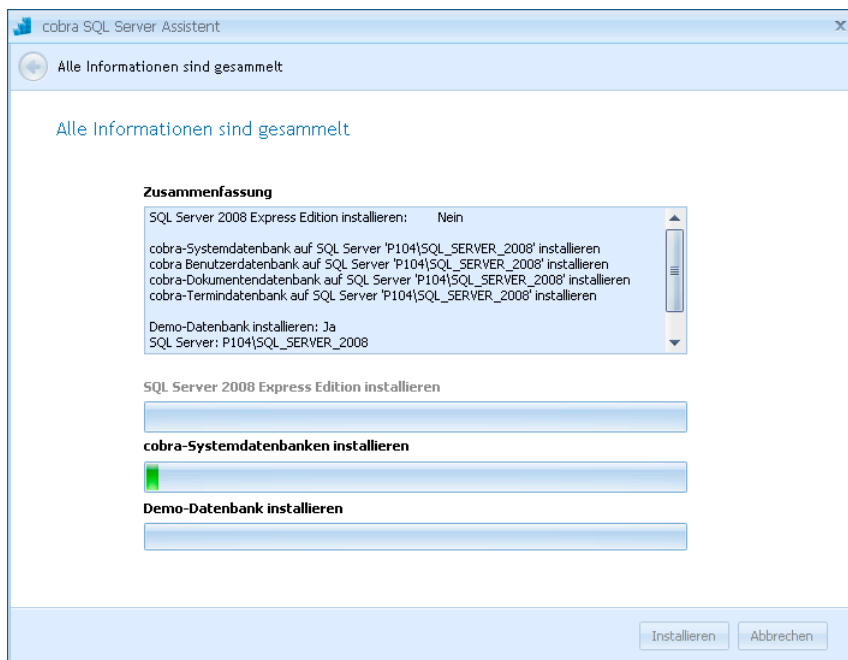 cobra SQL Server Assistent
x
Alle Informationen sind gesammelt
Alle Informationen sind gesammelt
Zusammenfassung
SQL Server 2008 Express Edition installieren: Nein
cobra-Systemdatenbank auf SQL Server 'P104\SQL_SERVER_2008' installieren
cobra Benutzerdatenbank auf SQL Server 'P104\SQL_SERVER_2008' installieren
cobra-Dokumentendatenbank auf SQL Server 'P104\SQL_SERVER_2008' installieren
cobra-Termindatenbank auf SQL Server 'P104\SQL_SERVER_2008' installieren
Demo-Datenbank installieren: Ja
SQL Server: P104\SQL_SERVER_2008
SQL Server 2008 Express Edition installieren
cobra-Systemdatenbanken installieren
Demo-Datenbank installieren
Installieren Abbrechen